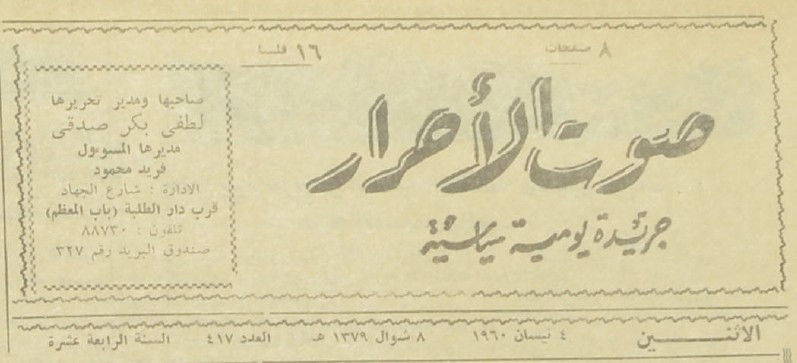 ٨ صفحات
١٦ فلسا
صوت الأحرار
جريدة يومية سياسية
صاحبها ومدير تحريرها
لطفي بكر صدقي
مديرها المسوءول
فريد محمود
الادارة : شارع الجهاد
قرب دار الطلبة (باب المعظم)
تلفون : ٨٨٧٣٠
صندوق البريد رقم ٣٢٧
الاثنـــين ٤ نيسان ١٩٦٠ ٨ شوال ١٣٧٩ هـ العدد ٤١٧ السنة الرابعة عشرة